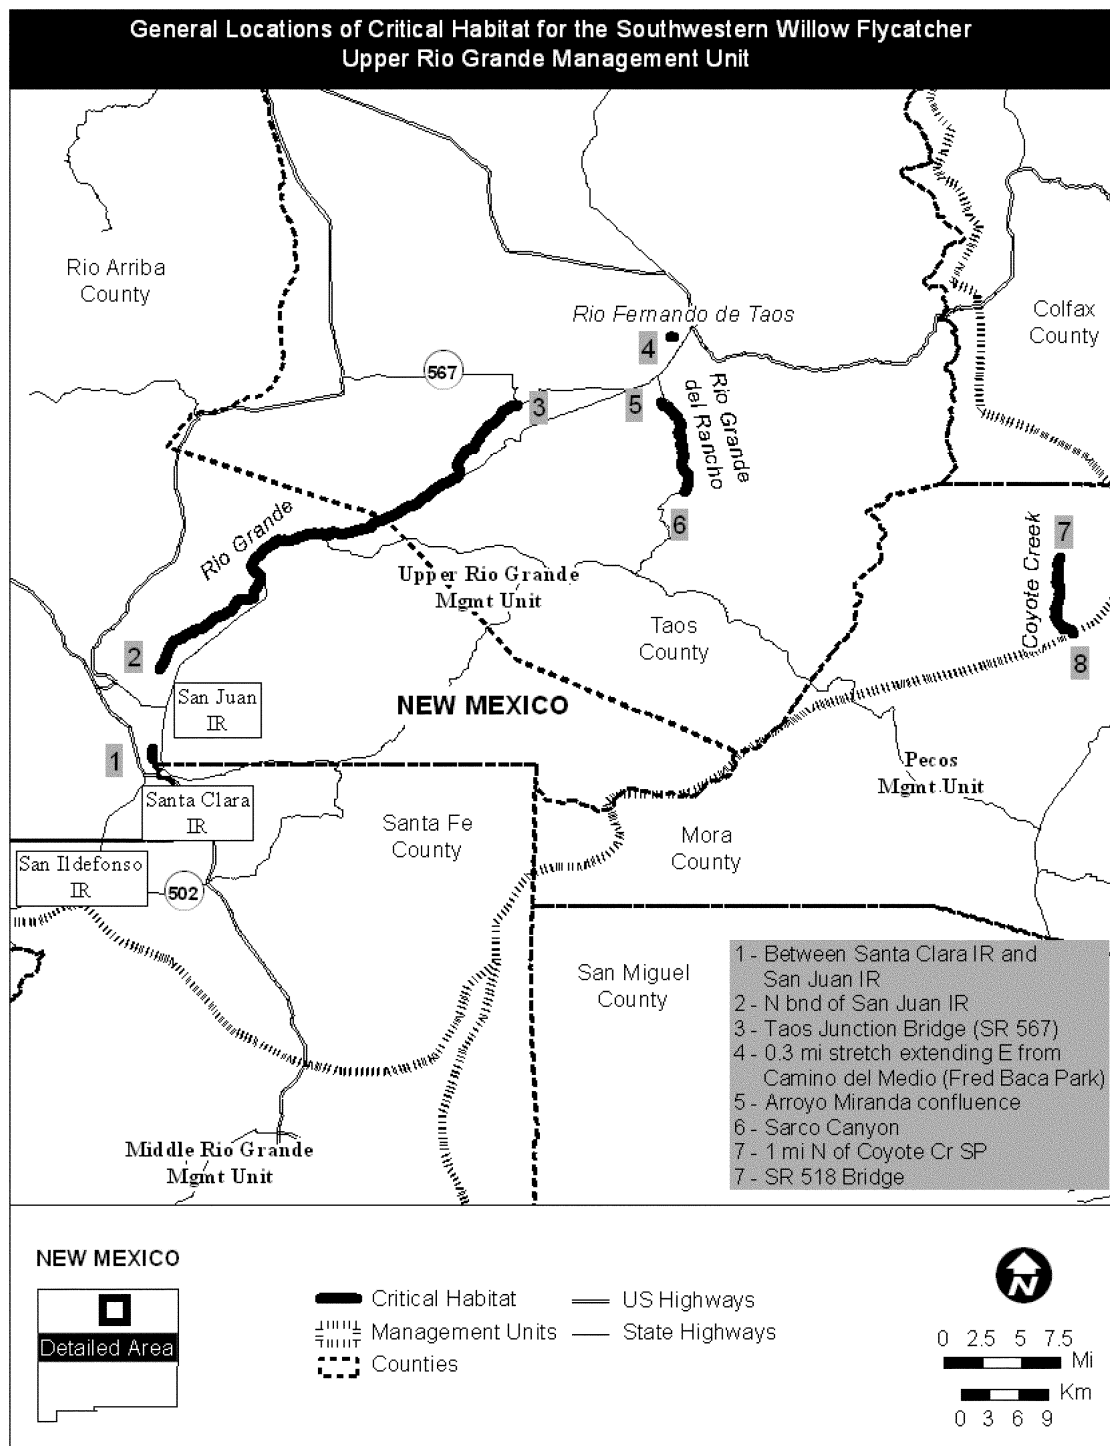 General Locations of Critical Habitat for the Southwestern Willow Flycatcher
Upper Rio Grande Management Unit
Rio Arriba
County
Colfax
County
Rio Fernando de Taos
4
567
3
5
Rio Grande
del Rancho
6
7
Rio Grande
Coyote Creek
Upper Rio Grande
Mgmt Unit
Taos
County
2
8
San Juan
IR
NEW MEXICO
1
Pecos
Mgmt Unit
Santa Clara
IR
Santa Fe
County
Mora
County
San Ildefonso
IR
502
San Miguel
County
1 - Between Santa Clara IR and
San Juan IR
2 - N bnd of San Juan IR
3 - Taos Junction Bridge (SR 567)
4 - 0.3 mi stretch extending E from
Camino del Medio (Fred Baca Park)
5 - Arroyo Miranda confluence
6 - Sarco Canyon
7 - 1 mi N of Coyote Cr SP
7 - SR 518 Bridge
Middle Rio Grande
Mgmt Unit
NEW MEXICO
Detailed Area
Critical Habitat
Management Units
Counties
US Highways
State Highways
N
0 2.5 5 7.5
Mi
Km
0 3 6 9